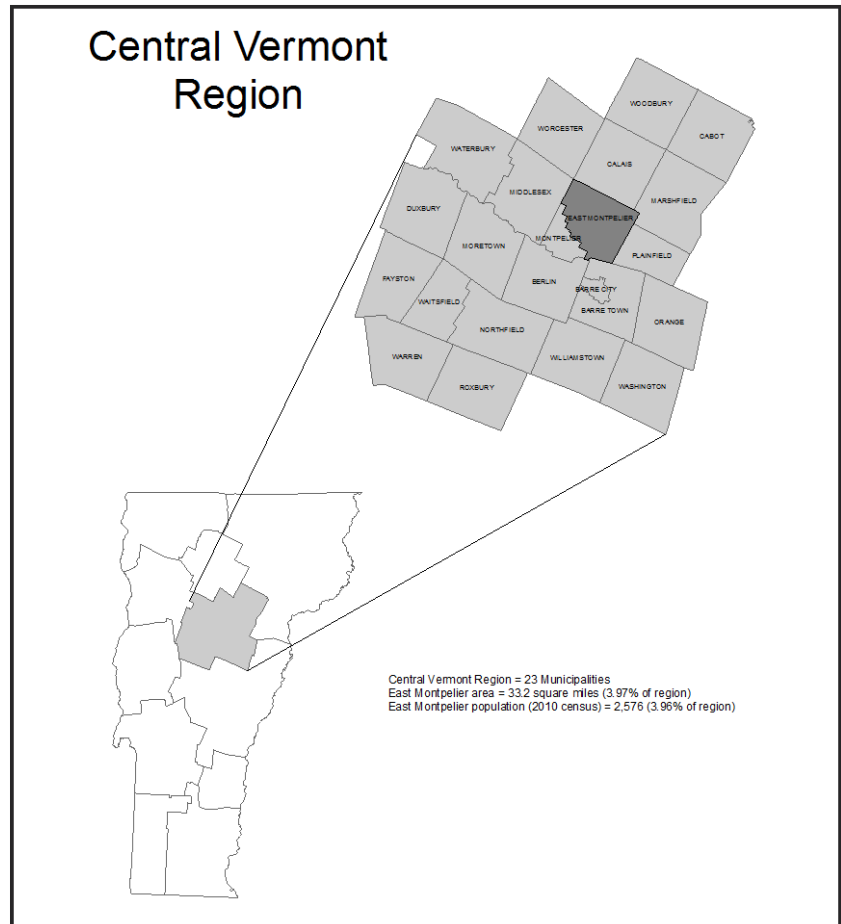 Central Vermont
Region
WOODBURY
CABOT
WORCESTER
WATERBURY
CALAIS
MIDDLESEX
MARSHFIELD
DUXBURY
EAST MONTPELIER
MONTPELIER
MORETOWN
PLAINFIELD
FAYSTON
BERLIN
BARRE CITY
WAITSFIELD
BARRE TOWN
ORANGE
NORTHFIELD
WARREN
WILLIAMSTOWN
ROXBURY
WASHINGTON
Central Vermont Region = 23 Municipalities
East Montpelier area = 33.2 square miles (3.97% of region)
East Montpelier population (2010 census) = 2,576 (3.96% of region)